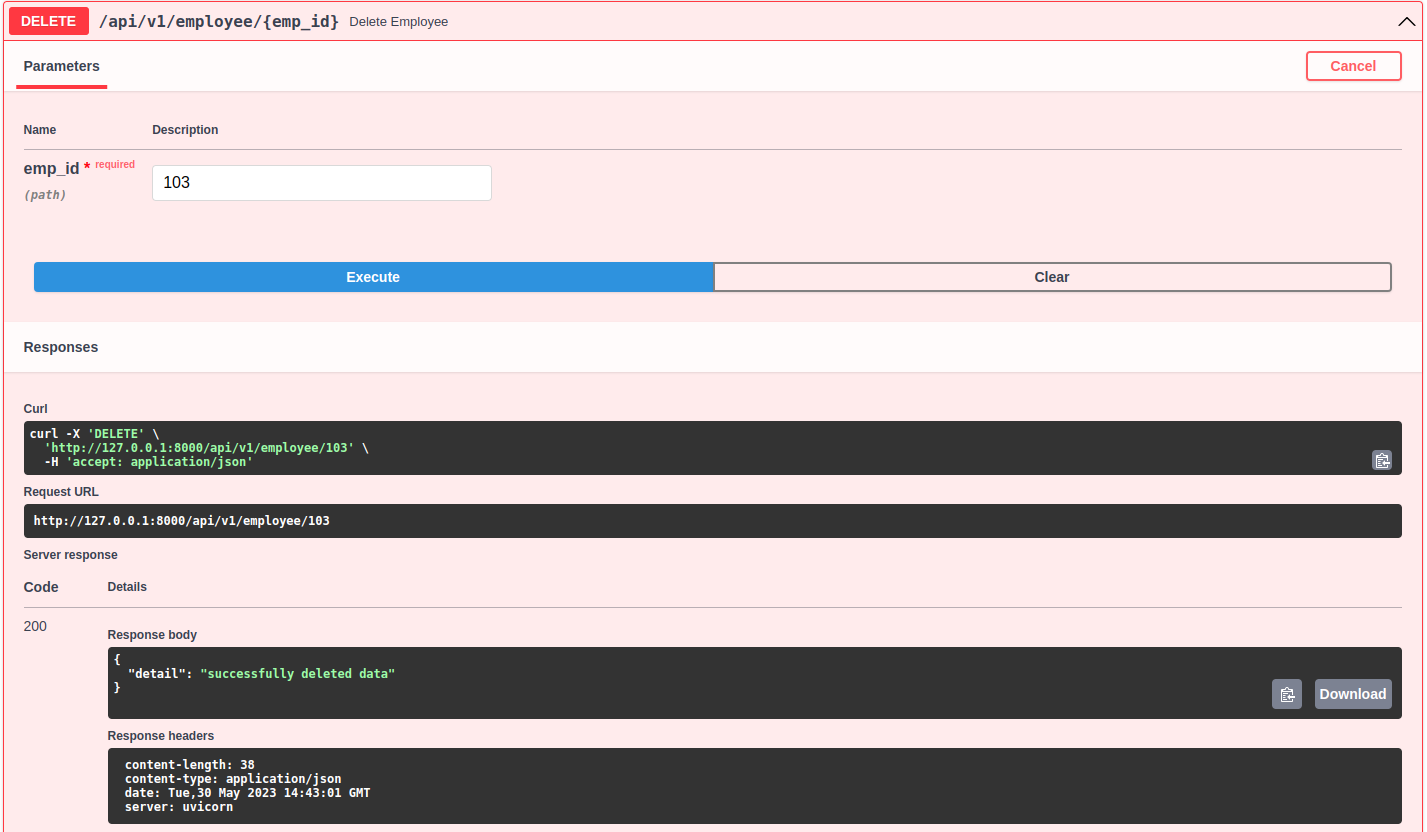 DELETE /api/v1/employee/{emp_id} Delete Employee
Parameters Cancel
Name Description
emp_id * required 103
(path)
Execute Clear
Responses
Curl
curl -X 'DELETE' \
  'http://127.0.0.1:8000/api/v1/employee/103' \
  -H 'accept: application/json'
Request URL
http://127.0.0.1:8000/api/v1/employee/103
Server response
Code Details
200 Response body
{
  "detail": "successfully deleted data"
}
Download
Response headers
content-length: 38
content-type: application/json
date: Tue,30 May 2023 14:43:01 GMT
server: uvicorn